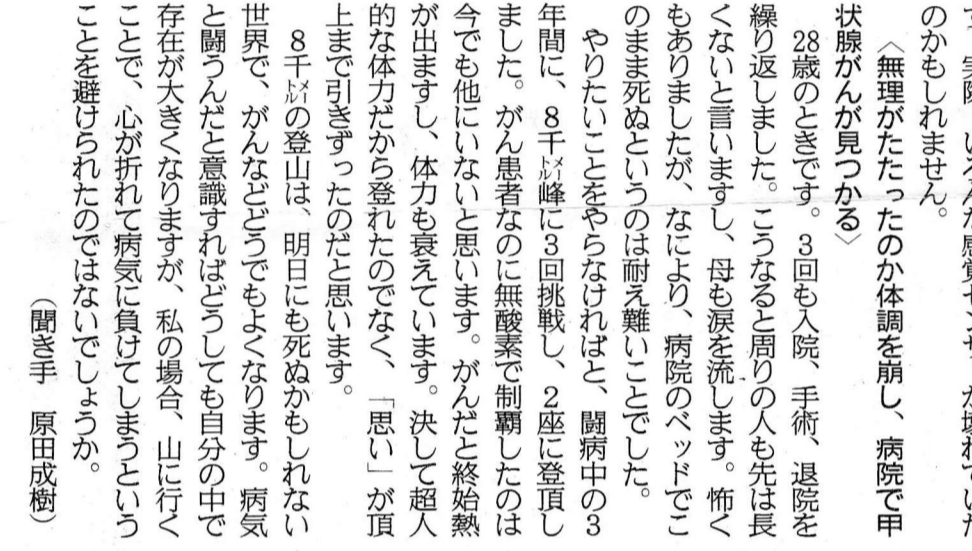 のかもしれません。
〈無理がたたったのか体調を崩し、病院で甲
状腺がんが見つかる〉
28歳のときです。3回も入院、手術、退院を
繰り返しました。こうなると周りの人も先は長
くないと言いますし、母も涙を流します。怖く
もありましたが、なにより、病院のベッドでこ
のまま死ぬというのは耐え難いことでした。
やりたいことをやらなければと、闘病中の3
年間に、8千㍍峰に3回挑戦し、2座に登頂し
ました。がん患者なのに無酸素で制覇したのは
今でも他にいないと思います。がんだと終始熱
が出ますし、体力も衰えています。決して超人
的な体力だから登れたのでなく、「思い」が頂
上まで引きずったのだと思います。
8千㍍の登山は、明日にも死ぬかもしれない
世界で、がんなどどうでもよくなります。病気
と闘うんだと意識すればどうしても自分の中で
存在が大きくなりますが、私の場合、山に行く
ことで、心が折れて病気に負けてしまうという
ことを避けられたのではないでしょうか。
（聞き手　原田成樹）